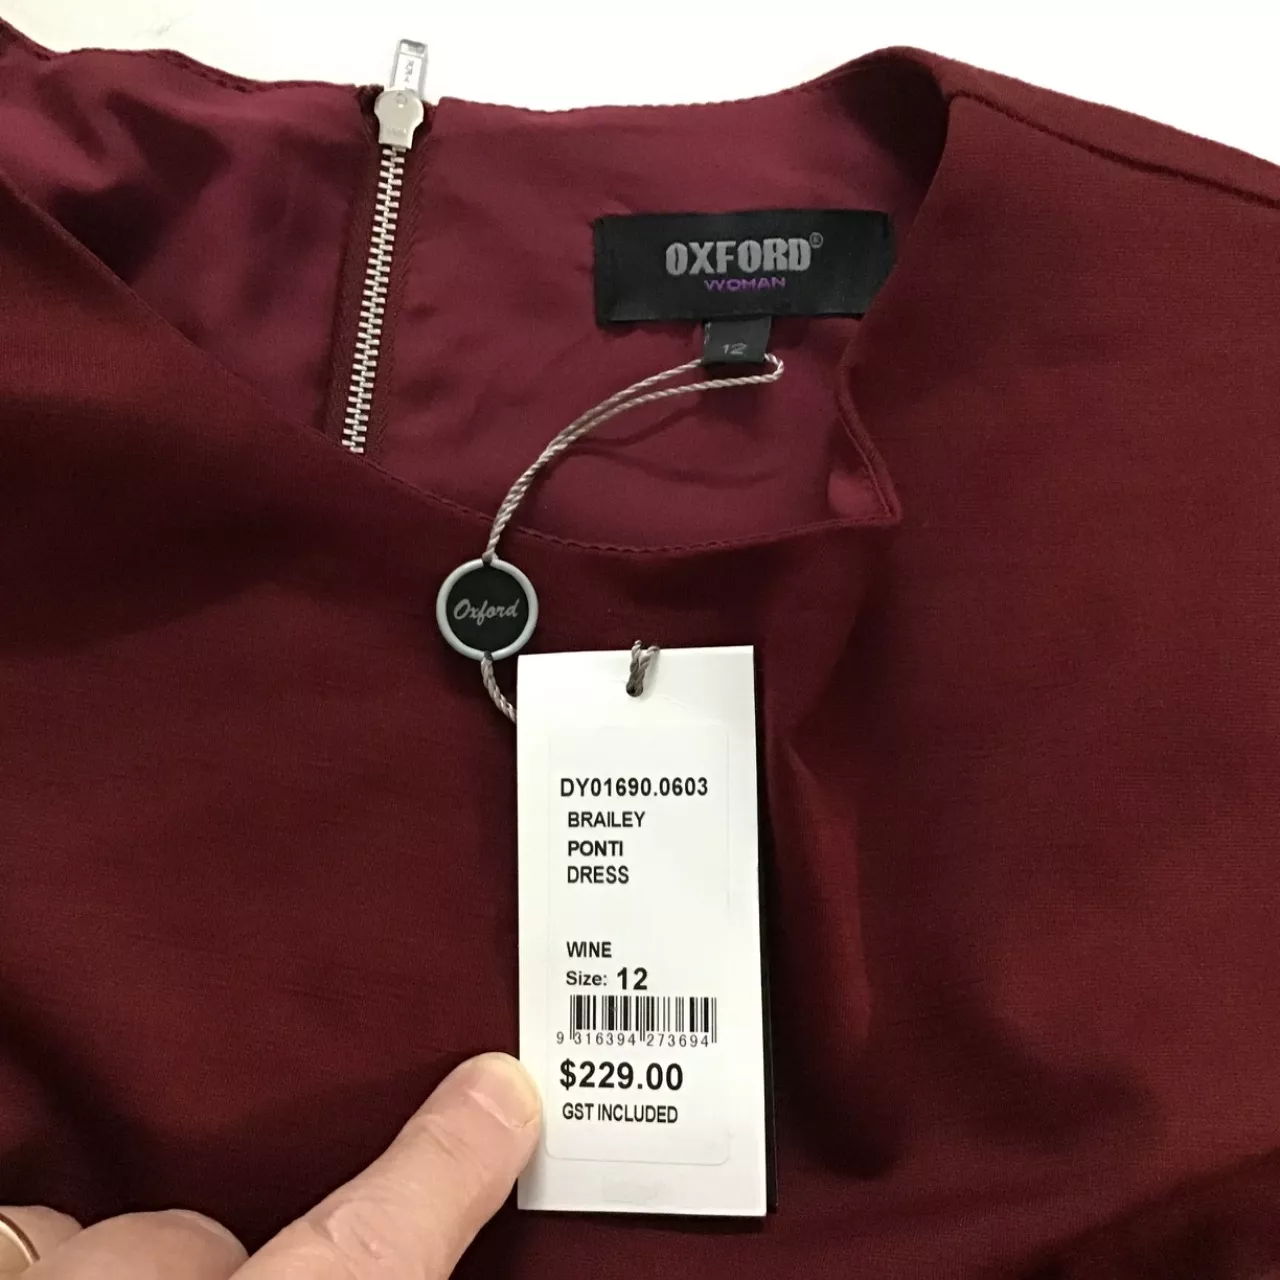 OXFORD®
WOMAN
12
Oxford
DY01690.0603
BRAILEY
PONTI
DRESS
WINE
Size: 12
9 316394 273694
$229.00
GST INCLUDED